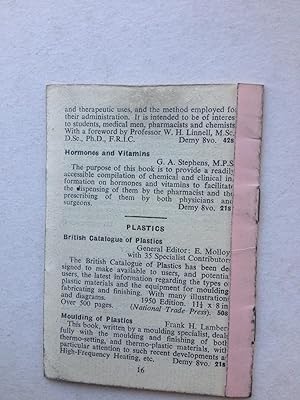 and therapeutic uses, and the method employed for
their administration. It is intended to be of interest
to students, medical men, pharmacists and chemists
With a foreword by Professor W. H. Linnell, M.Sc.
D.Sc., Ph.D., F.R.I.C. Demy 8vo. 42s
Hormones and Vitamins
G. A. Stephens, M.P.S.
The purpose of this book is to provide a readily
accessible compilation of chemical and clinical in-
formation on hormones and vitamins to facilitate
the dispensing of them by the pharmacist and the
prescribing of them by both physicians and
surgeons. Demy 8vo. 21s
PLASTICS
British Catalogue of Plastics
General Editor: E. Molloy
with 35 Specialist Contributors
The British Catalogue of Plastics has been de-
signed to make available to users, and potential
users, the latest information regarding the types of
plastic materials and the equipment for moulding
fabricating and finishing. With many illustrations
and diagrams. 1950 Edition. 11½ x 8 in
Over 500 pages. (National Trade Press). 50s
Moulding of Plastics
Frank H. Lambert
This book, written by a moulding specialist, deals
fully with the moulding and finishing of both
thermo-setting, and thermo-plastic materials, with
particular attention to such recent developments as
High-Frequency Heating, etc. Demy 8vo. 21s
16